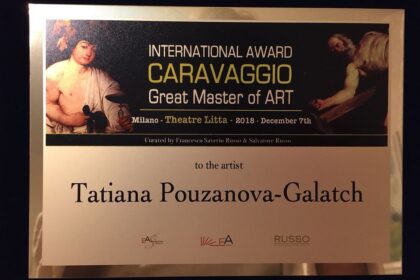 INTERNATIONAL AWARD
CARAVAGGIO
Great Master of ART
Milano - Theatre Litta - 2018 - December 7th
Curated by Francesco Saverio Russo & Salvatore Russo
to the artist
Tatiana Pouzanova-Galatch
EA
RUSSO